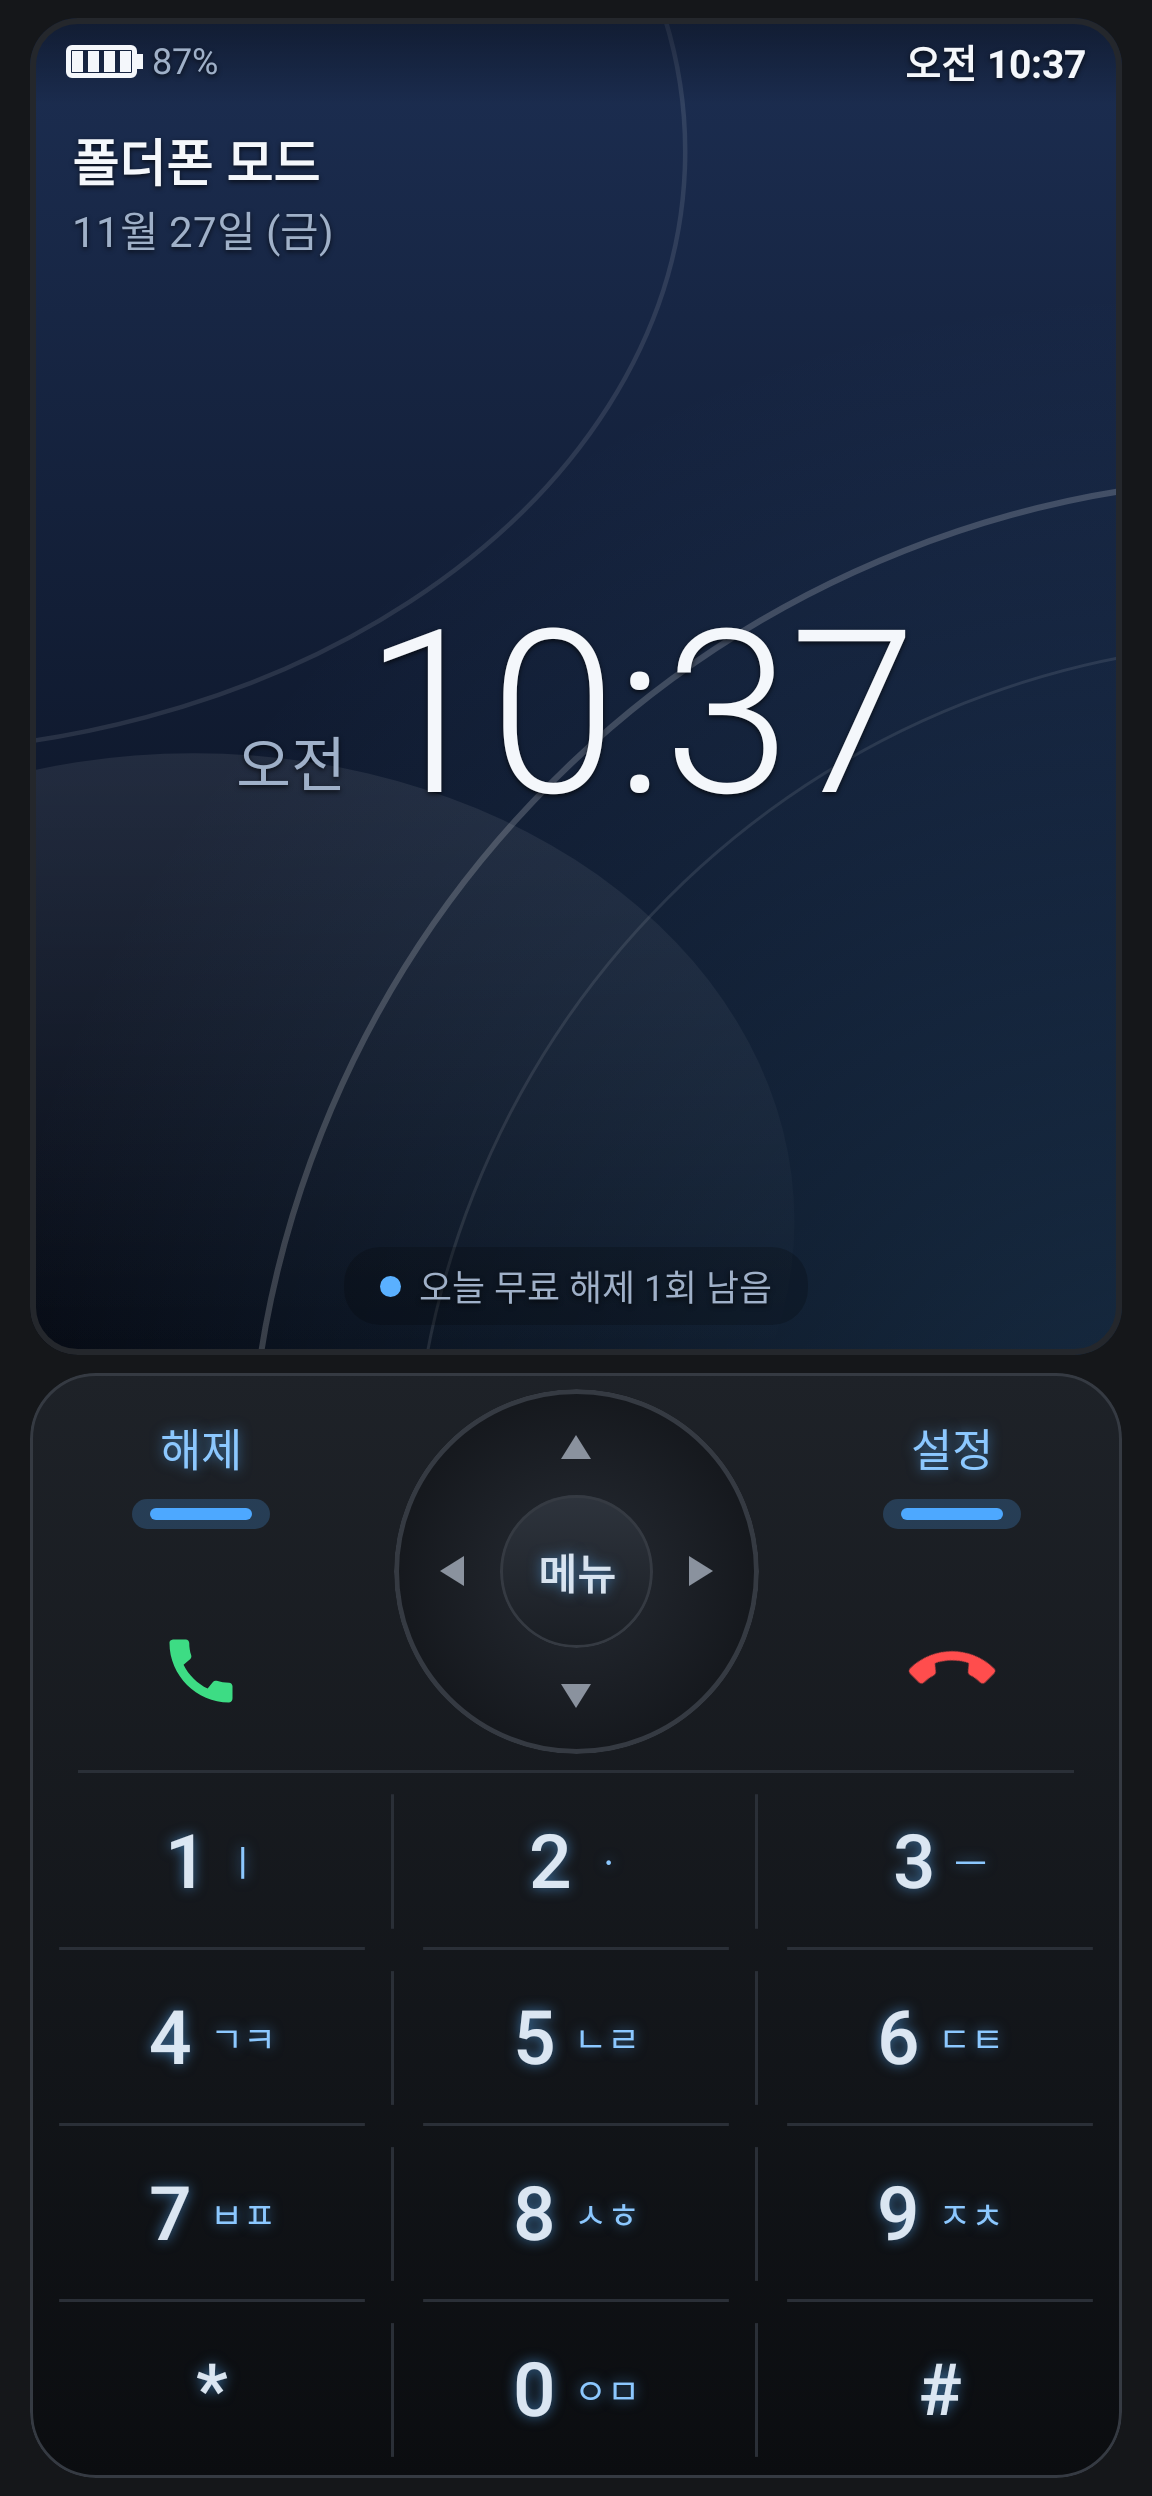 87%
오전 10:37
폴더폰 모드
11월 27일 (금)
오전 10:37
오늘 무료 해제 1회 남음
해제
설정
메뉴
1 ㅣ
2 ·
3 ㅡ
4 ㄱㅋ
5 ㄴㄹ
6 ㄷㅌ
7 ㅂㅍ
8 ㅅㅎ
9 ㅈㅊ
*
0 ㅇㅁ
#